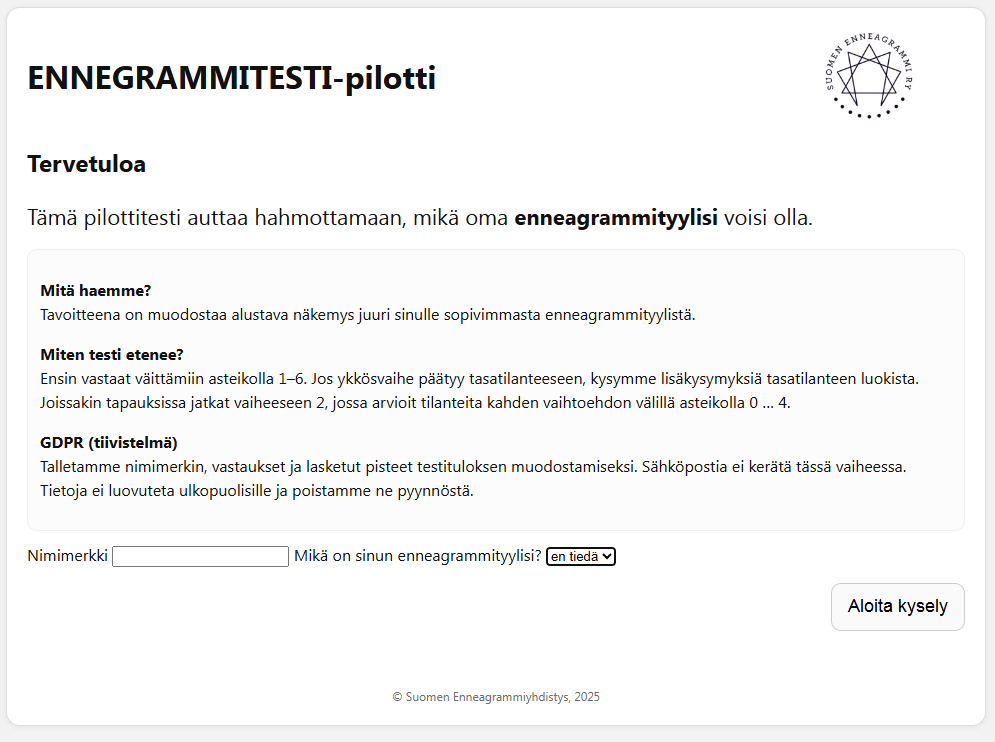 ENNEGRAMMITESTI-pilotti
SUOMEN ENNEAGRAMMI RY
Tervetuloa
Tämä pilottitesti auttaa hahmottamaan, mikä oma enneagrammityylisi voisi olla.
Mitä haemme?
Tavoitteena on muodostaa alustava näkemys juuri sinulle sopivimmasta enneagrammityylistä.
Miten testi etenee?
Ensin vastaat väittämiin asteikolla 1–6. Jos ykkösvaihe päätyy tasatilanteeseen, kysymme lisäkysymyksiä tasatilanteen luokista.
Joissakin tapauksissa jatkat vaiheeseen 2, jossa arvioit tilanteita kahden vaihtoehdon välillä asteikolla 0 ... 4.
GDPR (tiivistelmä)
Talletamme nimimerkin, vastaukset ja lasketut pisteet testituloksen muodostamiseksi. Sähköpostia ei kerätä tässä vaiheessa.
Tietoja ei luovuteta ulkopuolisille ja poistamme ne pyynnöstä.
Nimimerkki Mikä on sinun enneagrammityylisi? en tiedä
Aloita kysely
© Suomen Enneagrammiyhdistys, 2025